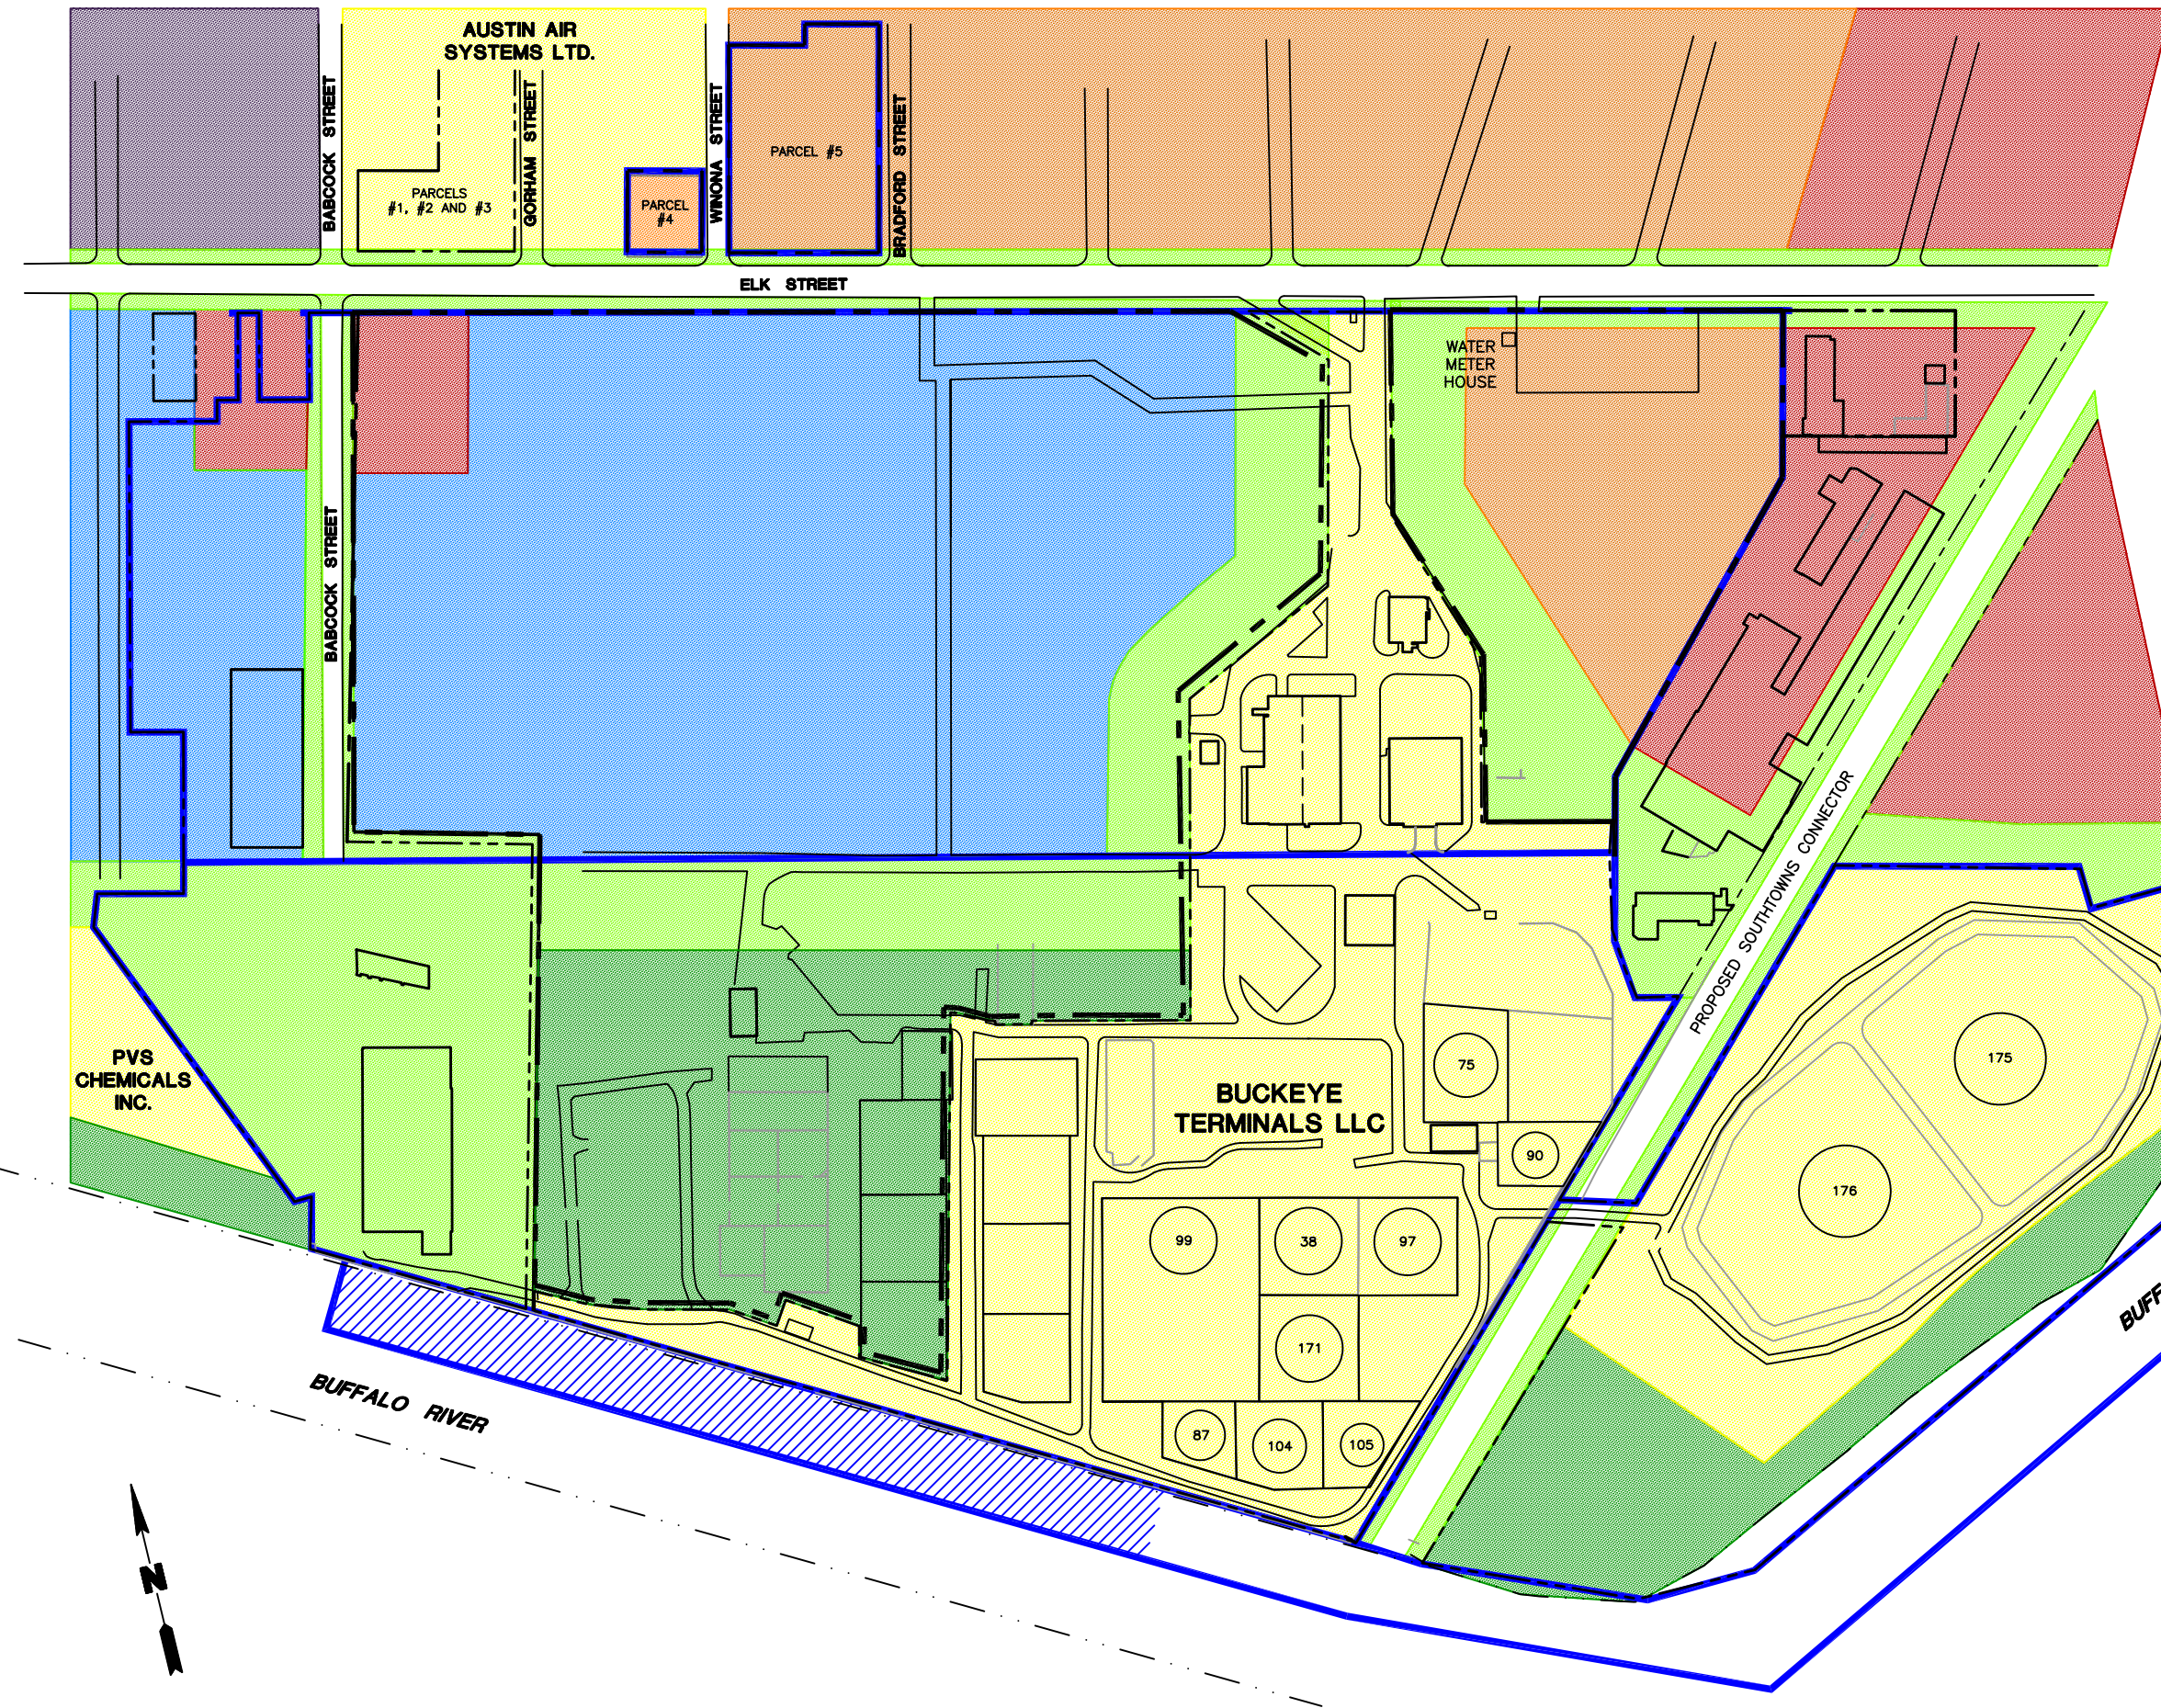 AUSTIN AIR
SYSTEMS LTD.
BABCOCK STREET
GORHAM STREET
WINONA STREET
BRADFORD STREET
PARCELS
#1, #2 AND #3
PARCEL
#4
PARCEL #5
ELK STREET
WATER
METER
HOUSE
BABCOCK STREET
PROPOSED SOUTHTOWNS CONNECTOR
PVS
CHEMICALS
INC.
BUCKEYE
TERMINALS LLC
75
90
175
176
99
38
97
171
87
104
105
BUFFALO RIVER
BUFF
N